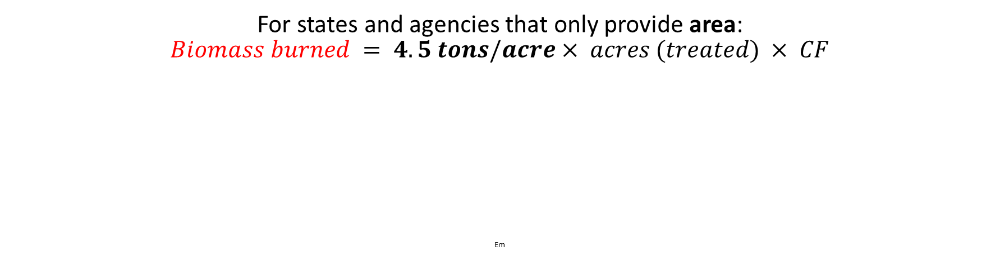 For states and agencies that only provide area:
Biomass burned = 4.5 tons/acre × acres (treated) × CF
Em